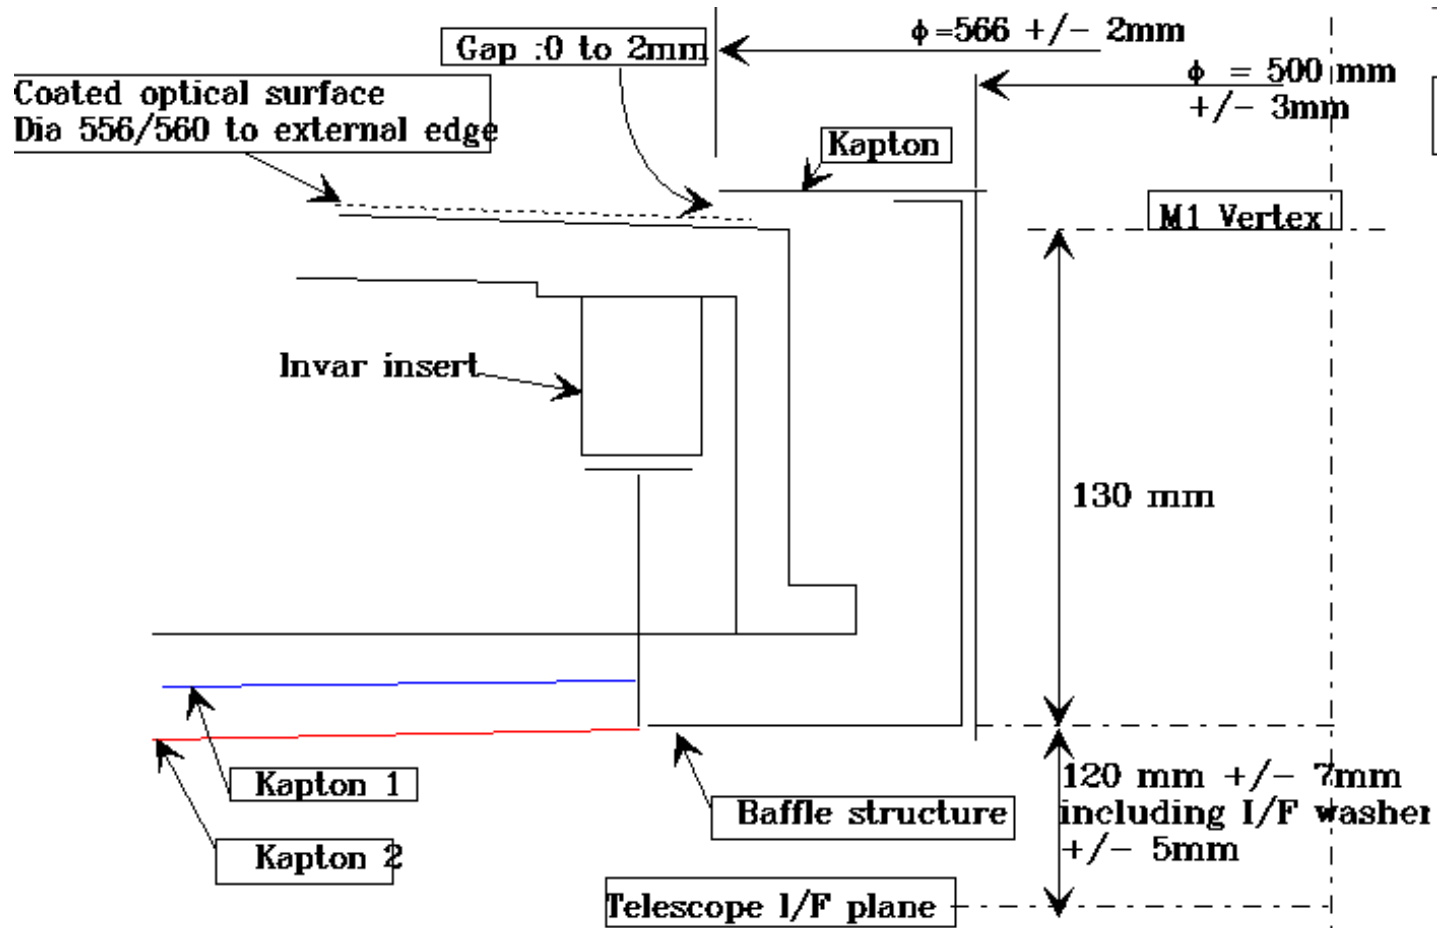 Gap :0 to 2mm
ϕ=566 +/- 2mm
ϕ = 500 mm
+/- 3mm
Coated optical surface
Dia 556/560 to external edge
Kapton
M1 Vertex
Invar insert
130 mm
Kapton 1
Kapton 2
Baffle structure
120 mm +/- 7mm
including I/F washer
+/- 5mm
Telescope I/F plane